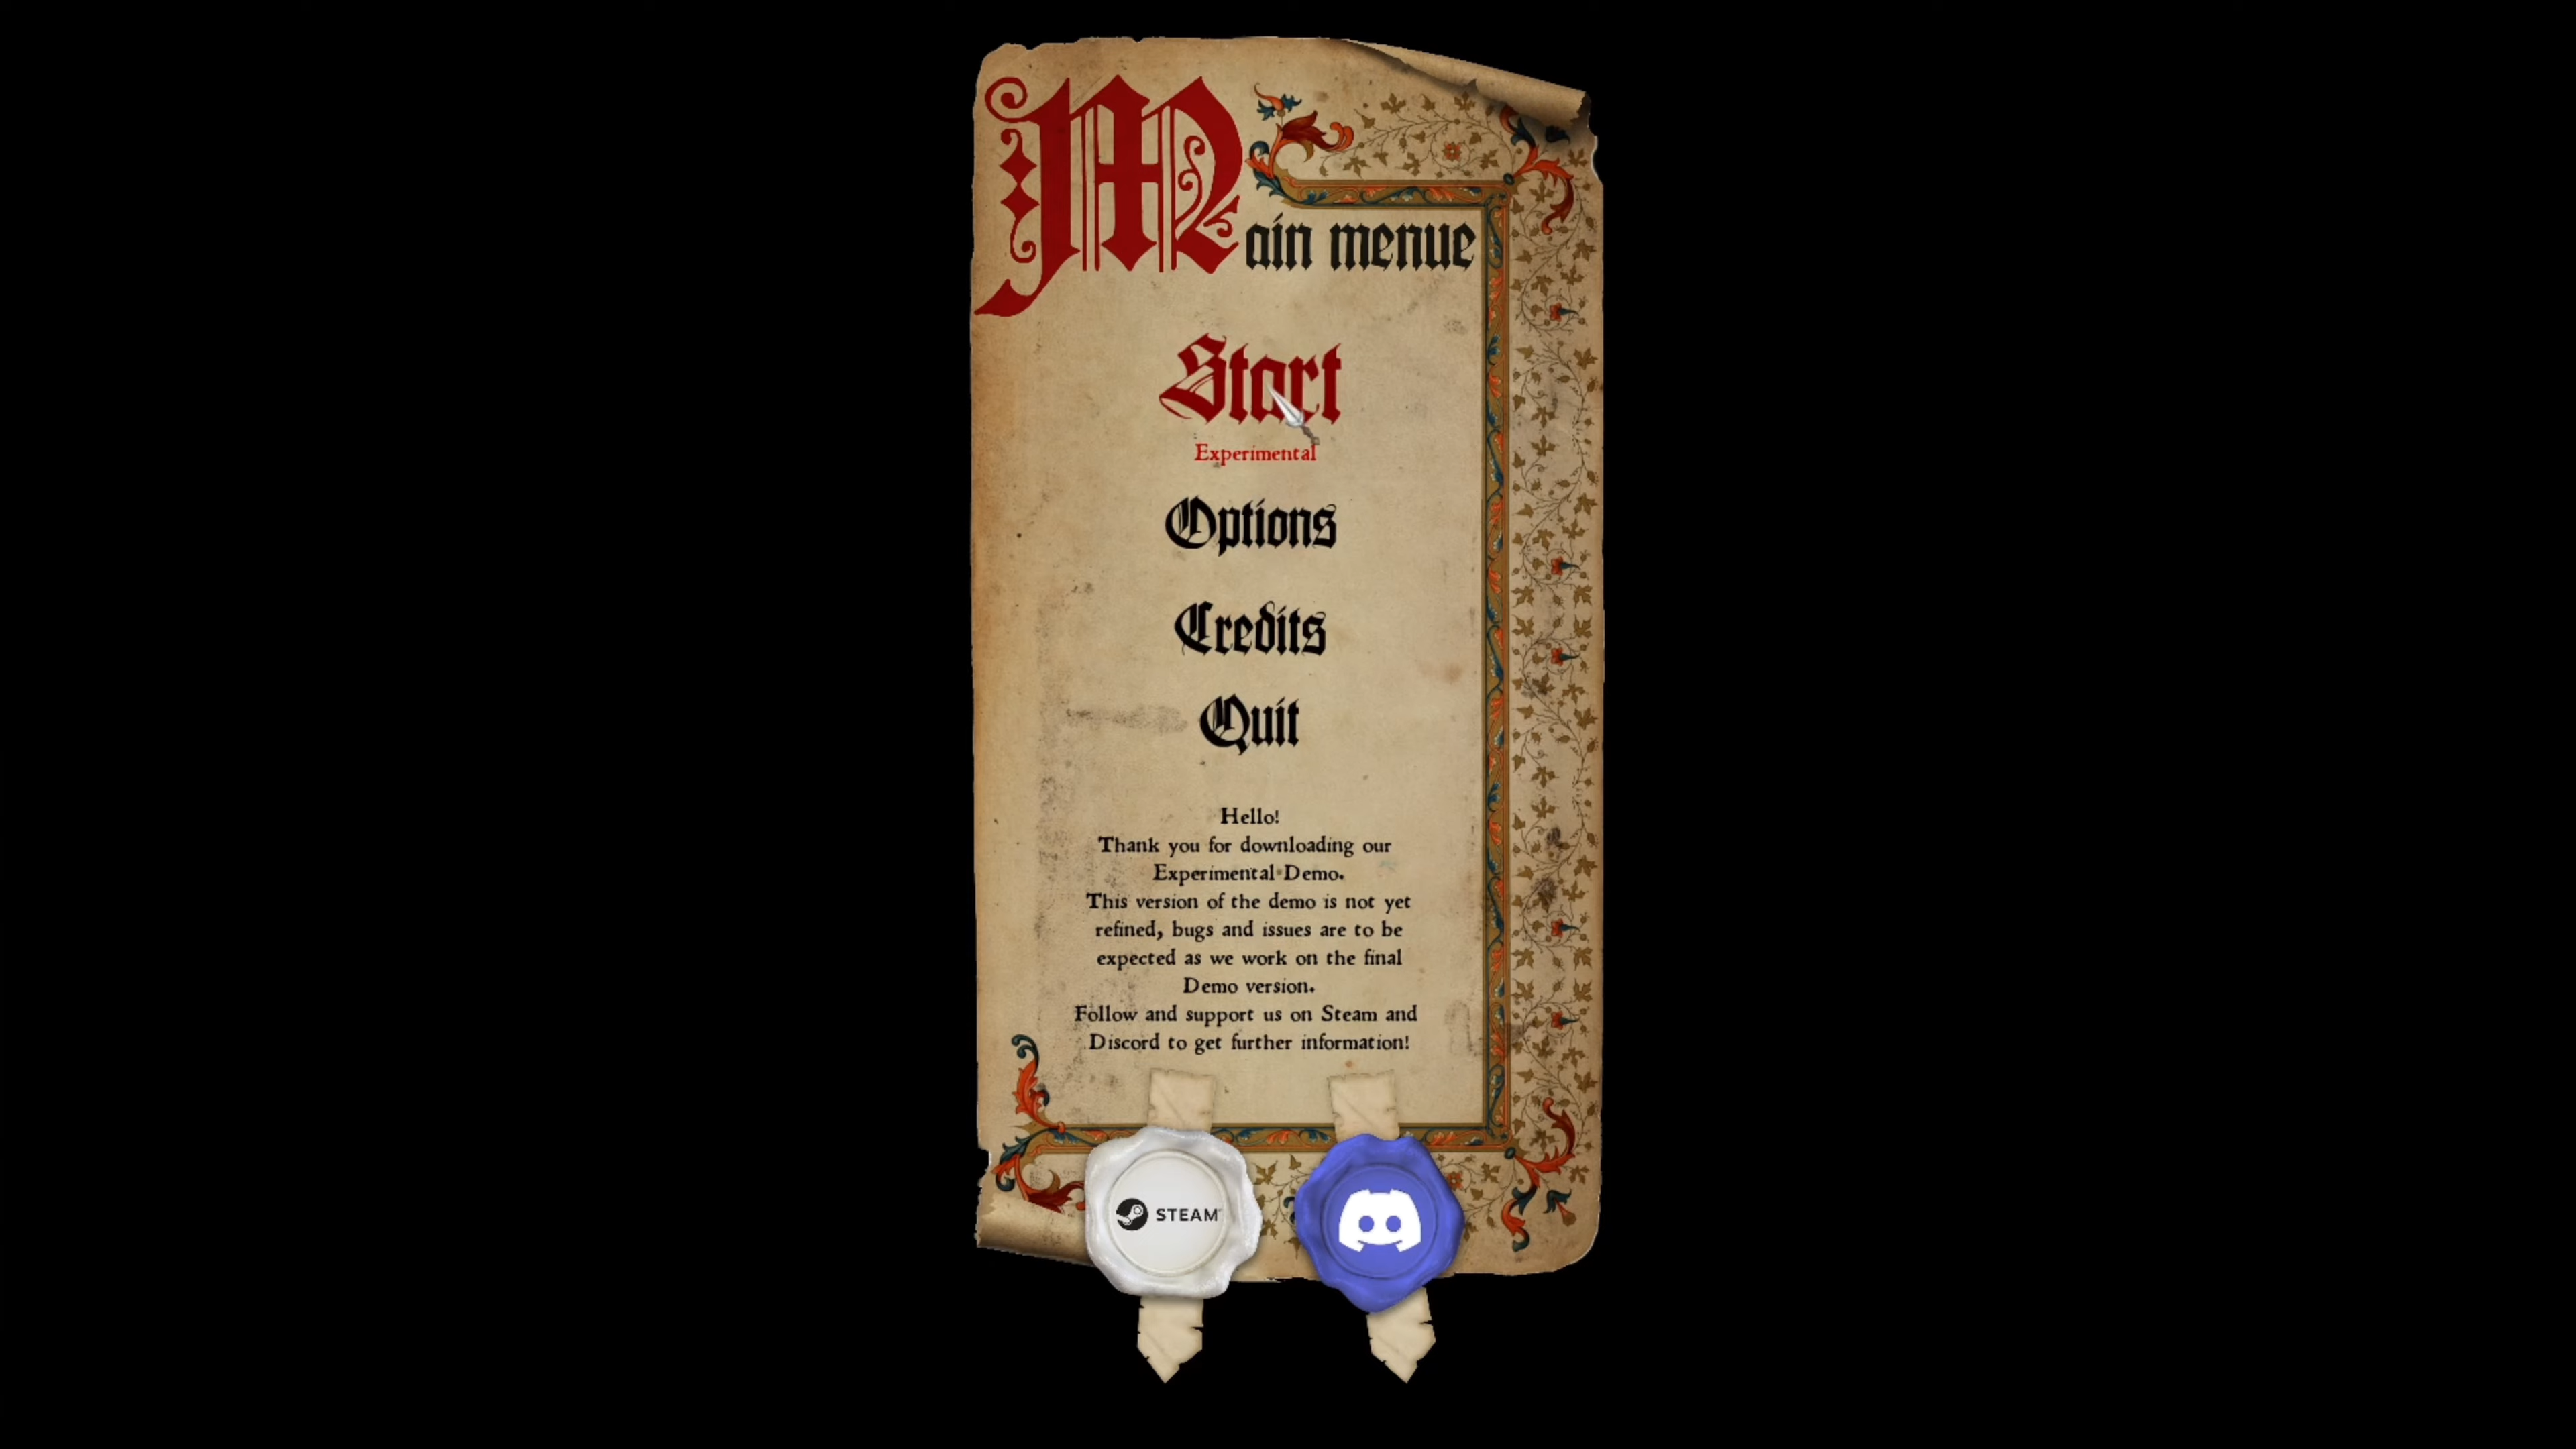 Main menue
Start
Experimental
Options
Credits
Quit
Hello!
Thank you for downloading our
Experimental Demo.
This version of the demo is not yet
refined, bugs and issues are to be
expected as we work on the final
Demo version.
Follow and support us on Steam and
Discord to get further information!
STEAM